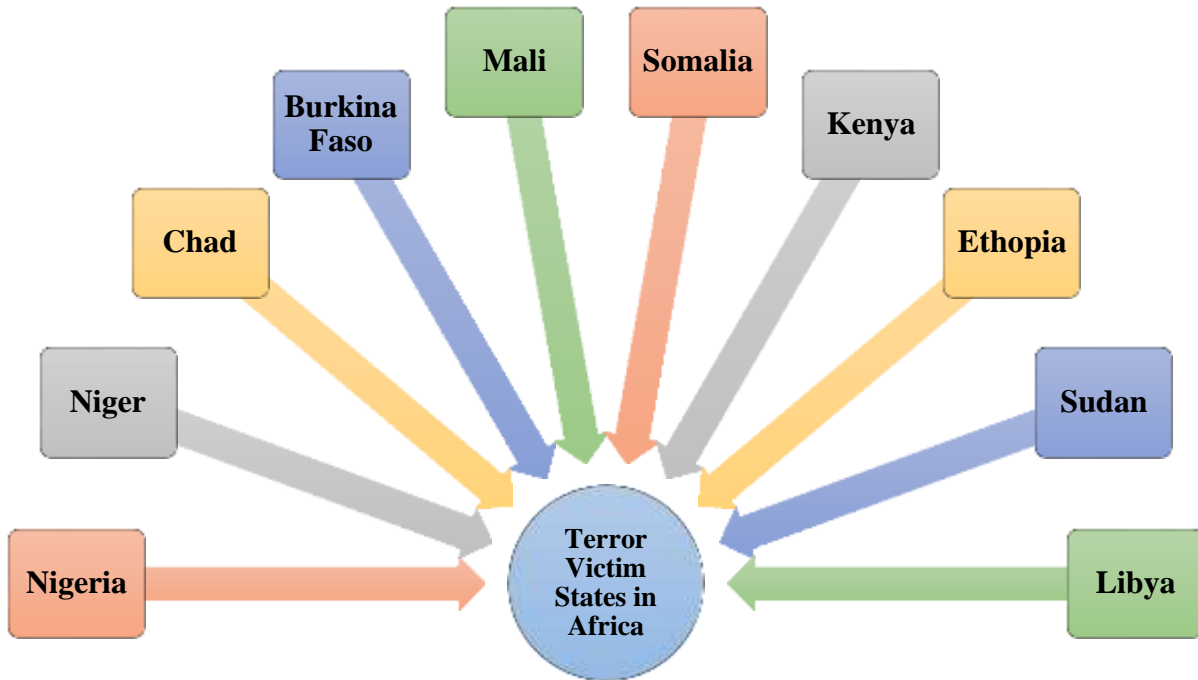 Mali
Somalia
Burkina
Faso
Kenya
Chad
Ethopia
Niger
Sudan
Nigeria
Terror
Victim
States in
Africa
Libya